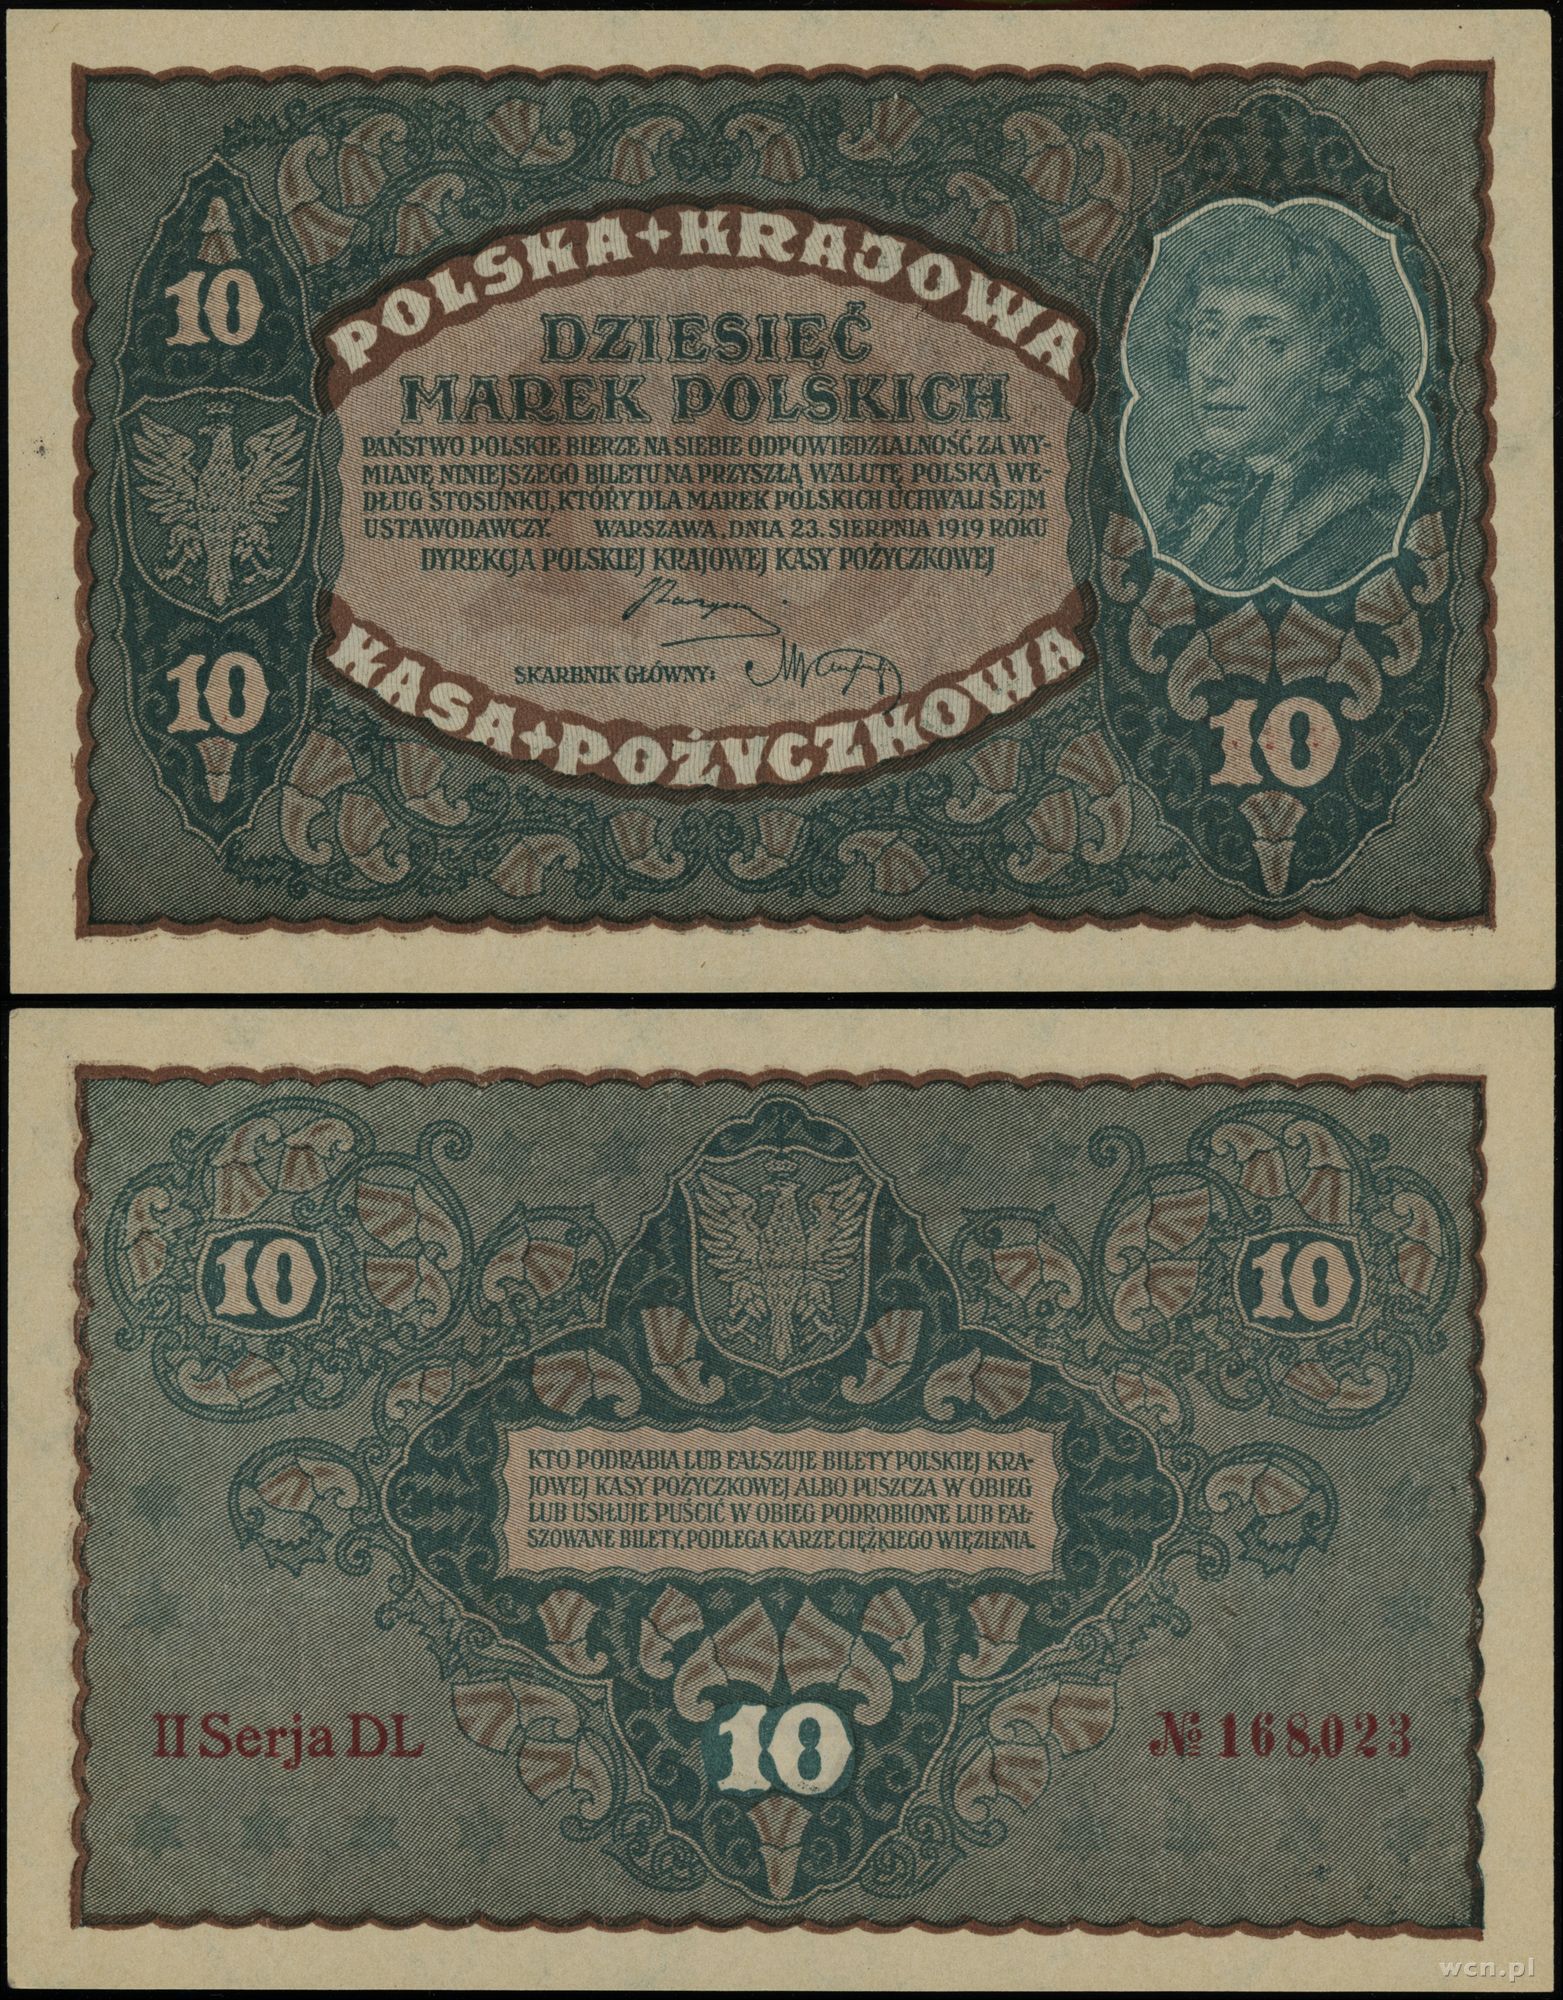 POLSKA + KRAJOWA
10
DZIESIĘĆ
MAREK POLSKICH
PAŃSTWO POLSKIE BIERZE NA SIEBIE ODPOWIEDZIALNOŚĆ ZA WY-
MIANĘ NINIEJSZEGO BILETU NA PRZYSZŁĄ WALUTĘ POLSKĄ WE-
DŁUG STOSUNKU, KTÓRY DLA MAREK POLSKICH UCHWALI SEJM
USTAWODAWCZY. WARSZAWA, DNIA 23. SIERPNIA 1919 ROKU
DYREKCJA POLSKIEJ KRAJOWEJ KASY POŻYCZKOWEJ
SKARBNIK GŁÓWNY:
10
10
KASA + POŻYCZKOWA
10
10
KTO PODRABIA LUB FAŁSZUJE BILETY POLSKIEJ KRA-
JOWEJ KASY POŻYCZKOWEJ ALBO PUSZCZA W OBIEG
LUB USIŁUJE PUŚCIĆ W OBIEG PODROBIONE LUB FAŁ-
SZOWANE BILETY, PODLEGA KARZE CIĘŻKIEGO WIĘZIENIA.
II Serja DL
10
№ 168,023
wcn.pl